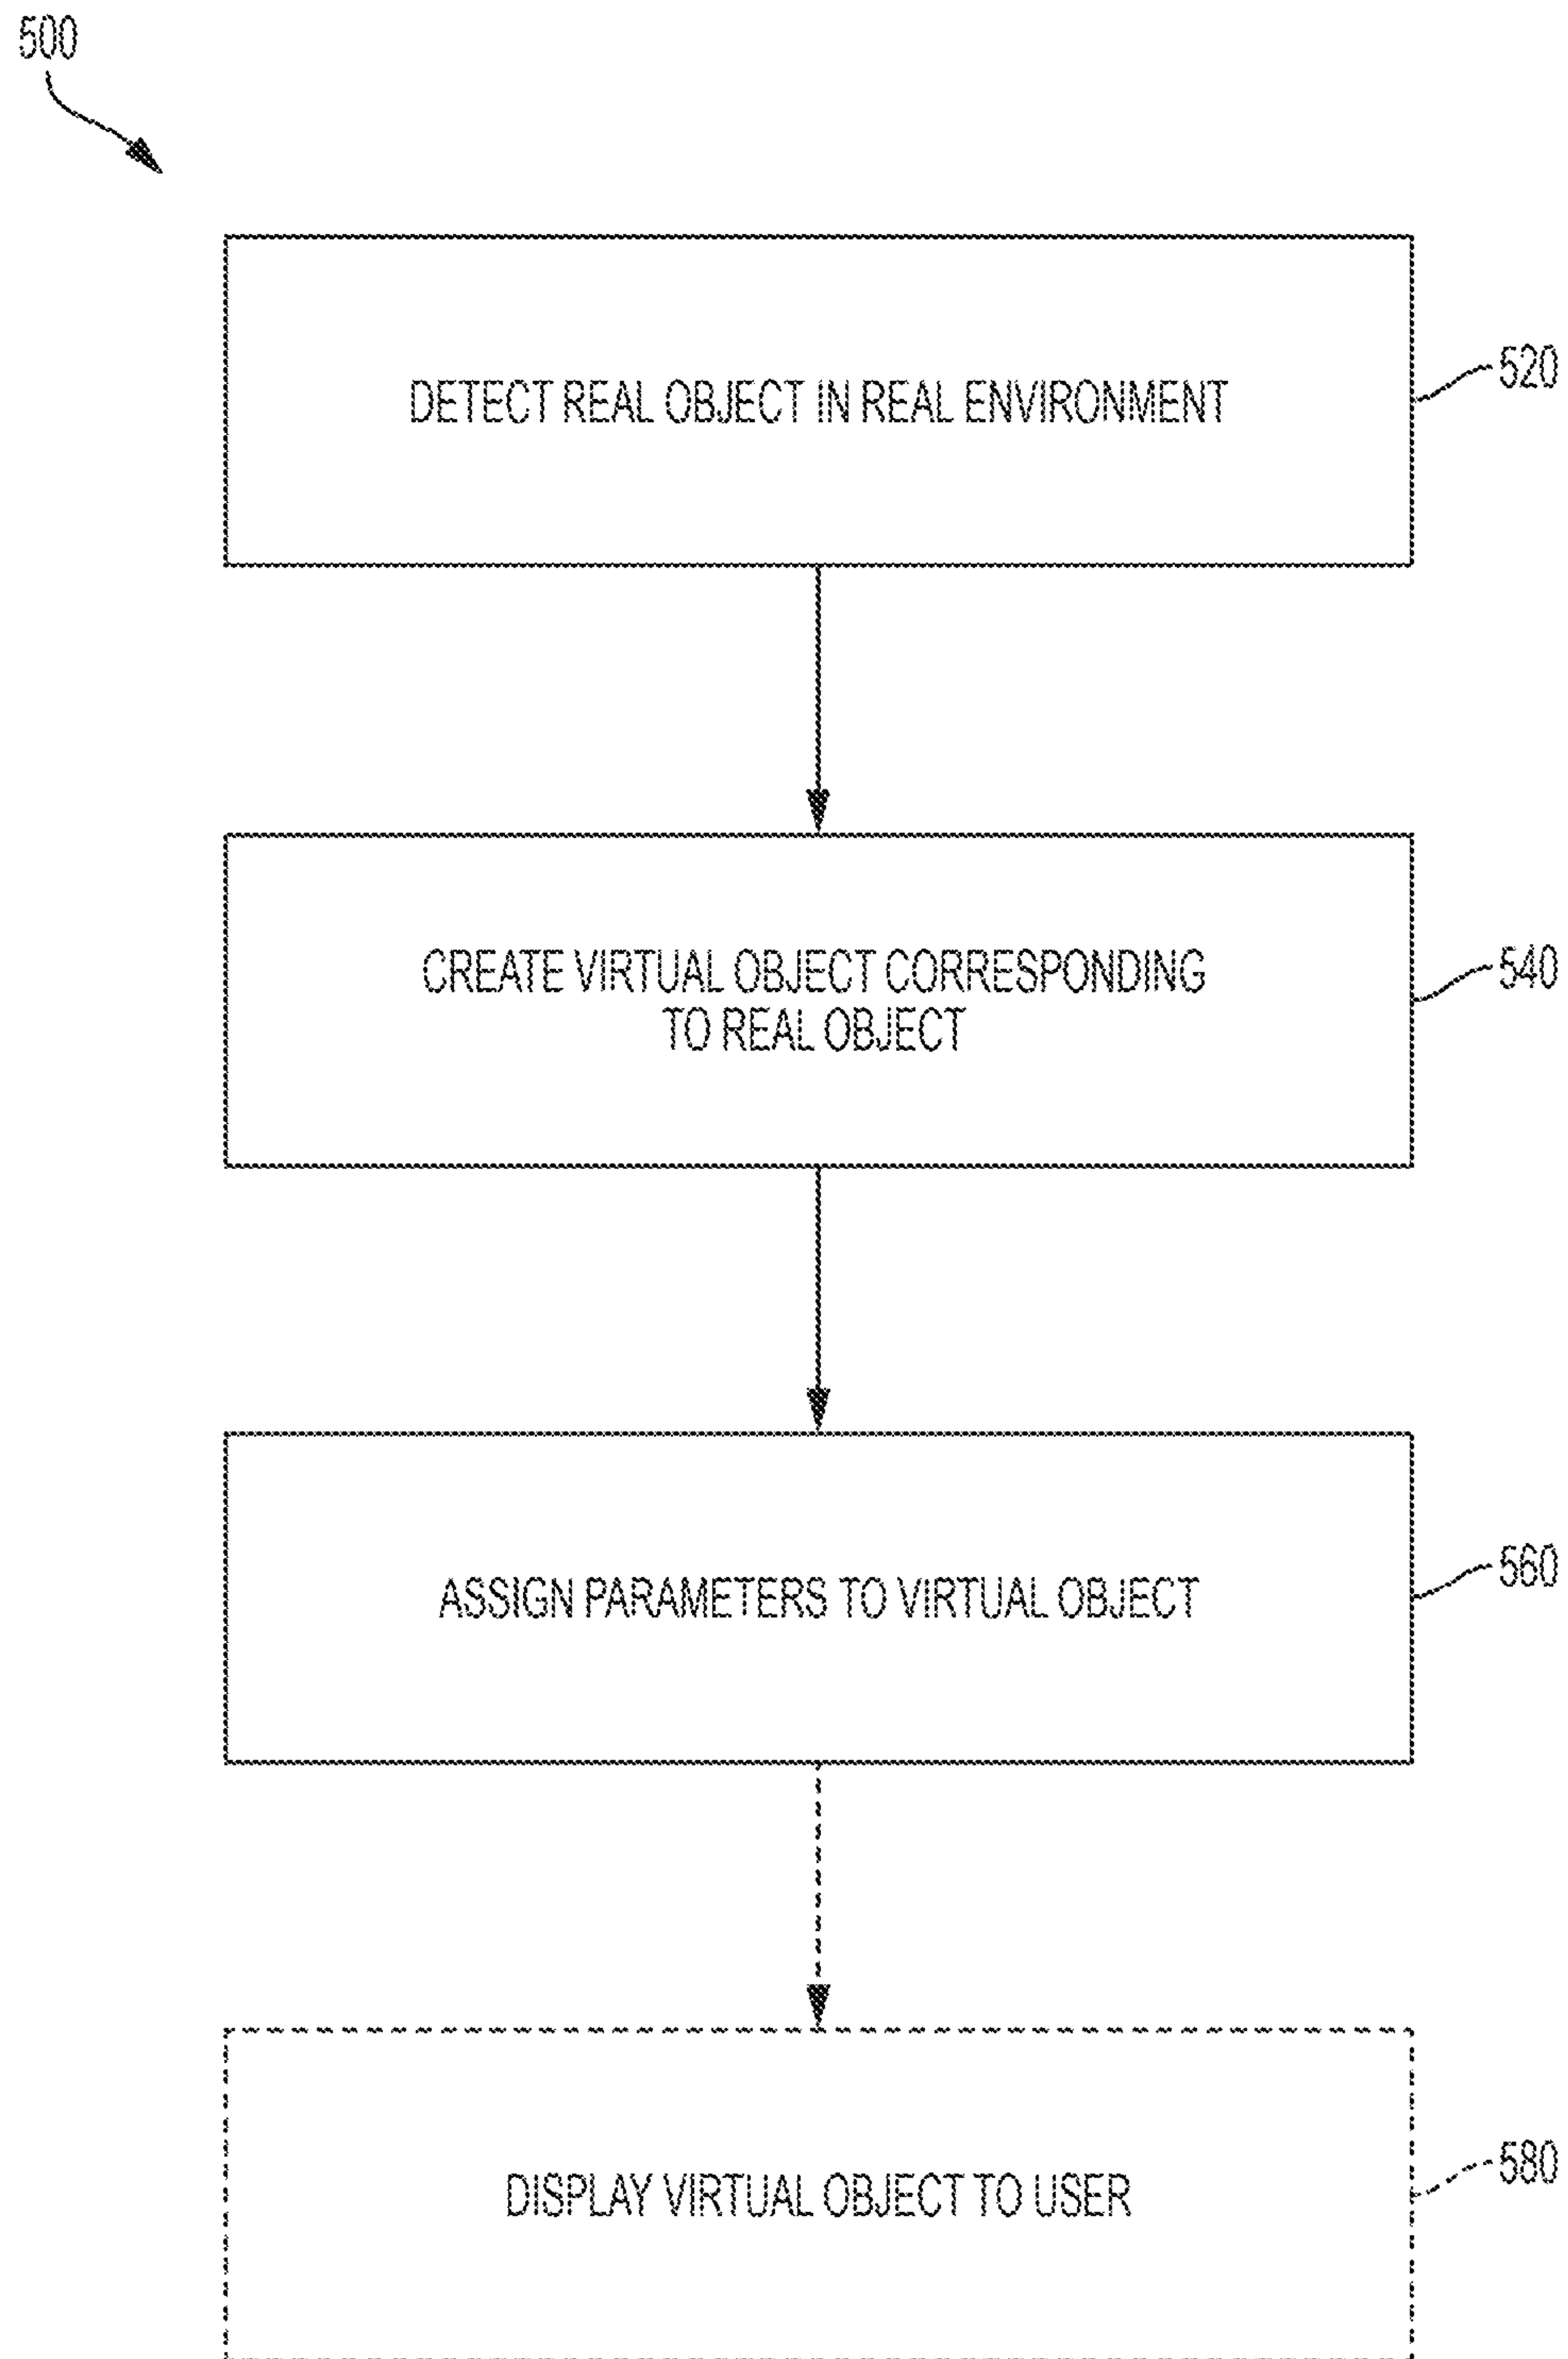 500
DETECT REAL OBJECT IN REAL ENVIRONMENT
520
CREATE VIRTUAL OBJECT CORRESPONDING
TO REAL OBJECT
540
ASSIGN PARAMETERS TO VIRTUAL OBJECT
560
DISPLAY VIRTUAL OBJECT TO USER
580